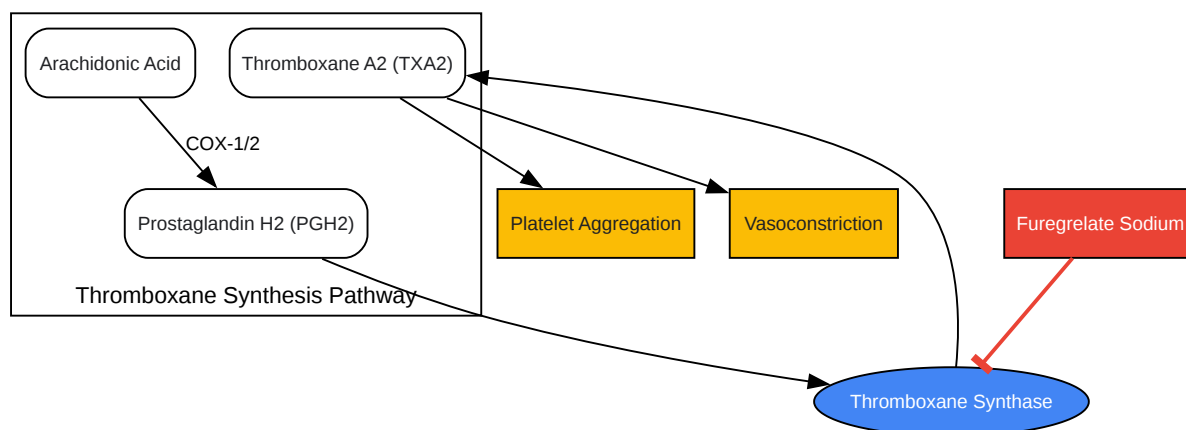 Arachidonic Acid
Thromboxane A2 (TXA2)
COX-1/2
Prostaglandin H2 (PGH2)
Platelet Aggregation
Vasoconstriction
Furegrelate Sodium
Thromboxane Synthesis Pathway
Thromboxane Synthase